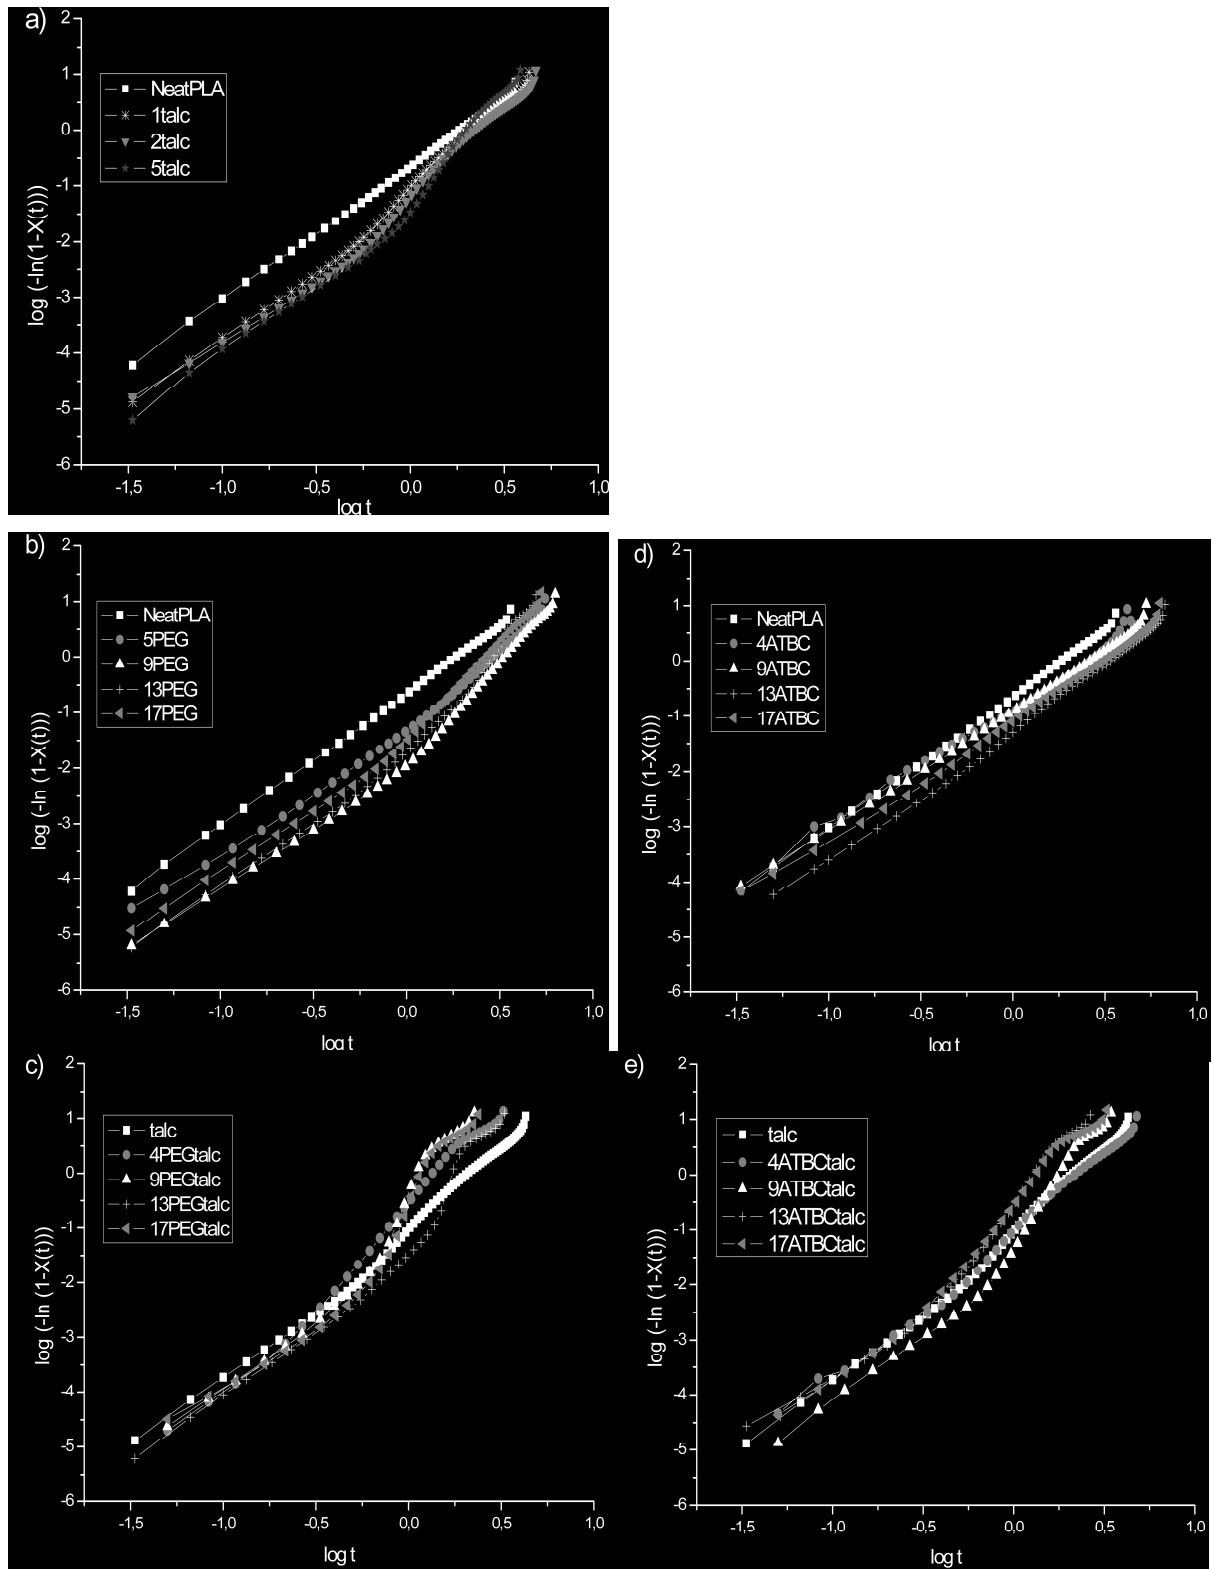 a)
2
1
0
-1
-2
-3
-4
-5
-6
log (-ln(1-X(t)))
NeatPLA
1talc
2talc
5talc
-1,5
-1,0
-0,5
0,0
0,5
1,0
log t
b)
2
1
0
-1
-2
-3
-4
-5
-6
log (-ln (1-X(t)))
NeatPLA
5PEG
9PEG
13PEG
17PEG
-1,5
-1,0
-0,5
0,0
0,5
1,0
log t
d)
2
1
0
-1
-2
-3
-4
-5
-6
log (-ln (1-X(t)))
NeatPLA
4ATBC
9ATBC
13ATBC
17ATBC
-1,5
-1,0
-0,5
0,0
0,5
1,0
log t
c)
2
1
0
-1
-2
-3
-4
-5
-6
log (-ln (1-X(t)))
talc
4PEGtalc
9PEGtalc
13PEGtalc
17PEGtalc
-1,5
-1,0
-0,5
0,0
0,5
1,0
log t
e)
2
1
0
-1
-2
-3
-4
-5
-6
log (-ln (1-X(t)))
talc
4ATBCtalc
9ATBCtalc
13ATBCtalc
17ATBCtalc
-1,5
-1,0
-0,5
0,0
0,5
1,0
log t